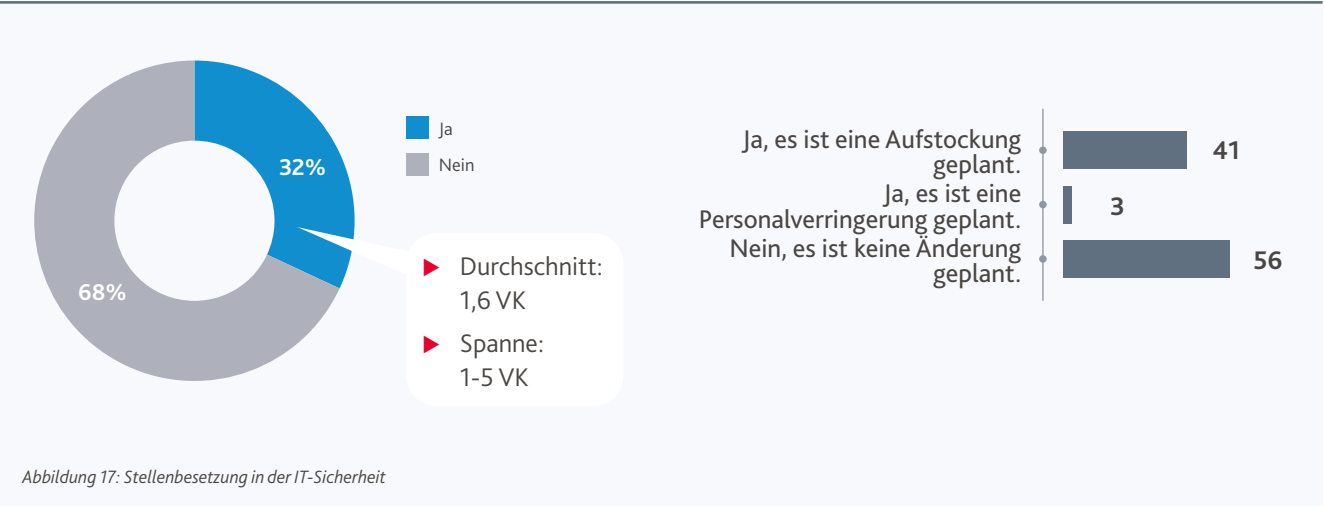 32%
68%
Ja
Nein
Durchschnitt:
1,6 VK
Spanne:
1-5 VK
Ja, es ist eine Aufstockung
geplant.
41
Ja, es ist eine
Personalverringerung geplant.
3
Nein, es ist keine Änderung
geplant.
56
Abbildung 17: Stellenbesetzung in der IT-Sicherheit